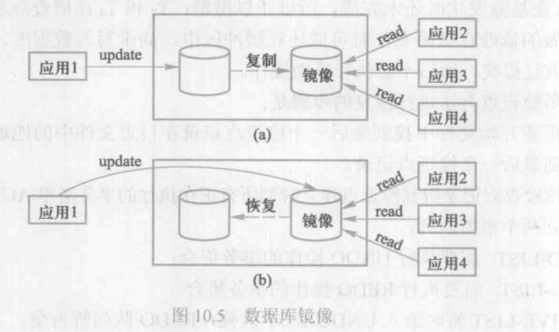 应用1
update
复制
镜像
read
应用2
read
应用3
read
应用4
(a)
应用1
update
恢复
镜像
read
应用2
read
应用3
read
应用4
(b)
图10.5 数据库镜像